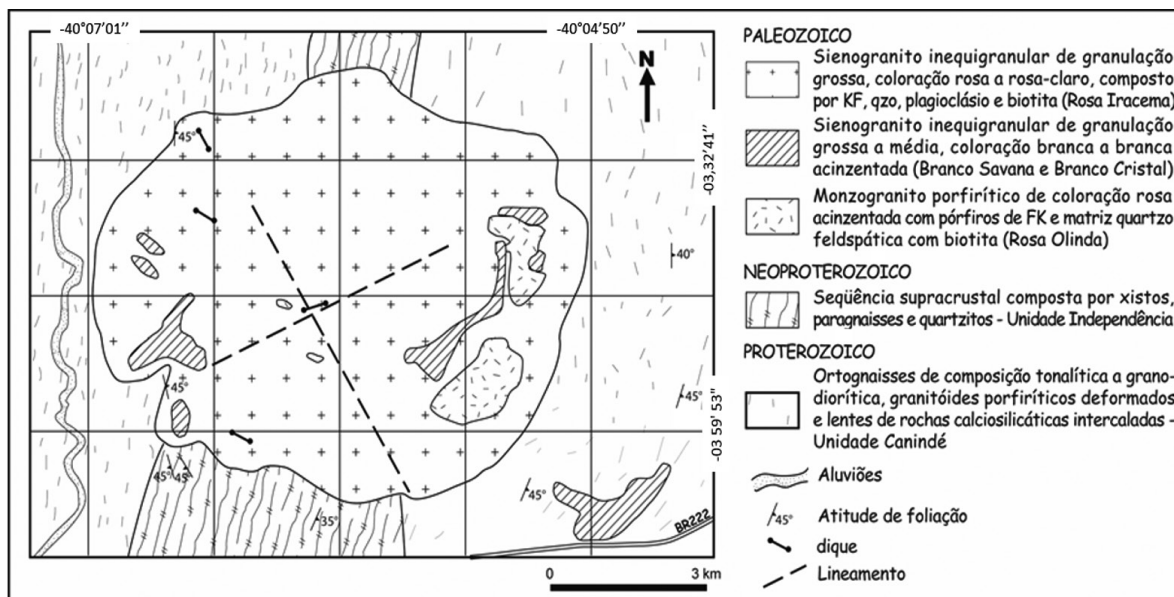 -40°07'01''
-40°04'50''
N
-03,32'41''
-03 59' 53''
45°
40°
45°
45°
45°
45°
45°
35°
BR222
0
3 km
PALEOZOICO
Sienogranito inequigranular de granulação
grossa, coloração rosa a rosa-claro, composto
por KF, qzo, plagioclásio e biotita (Rosa Iracema)
Sienogranito inequigranular de granulação
grossa a média, coloração branca a branca
acinzentada (Branco Savana e Branco Cristal)
Monzogranito porfirítico de coloração rosa
acinzentada com pórfiros de FK e matriz quartzo
feldspática com biotita (Rosa Olinda)
NEOPROTEROZOICO
Seqüência supracrustal composta por xistos,
paragnaisses e quartzitos - Unidade Independência
PROTEROZOICO
Ortognaisses de composição tonalítica a grano-
diorítica, granitóides porfiríticos deformados
e lentes de rochas calciosilicáticas intercaladas -
Unidade Canindé
Aluviões
45°
Atitude de foliação
dique
Lineamento